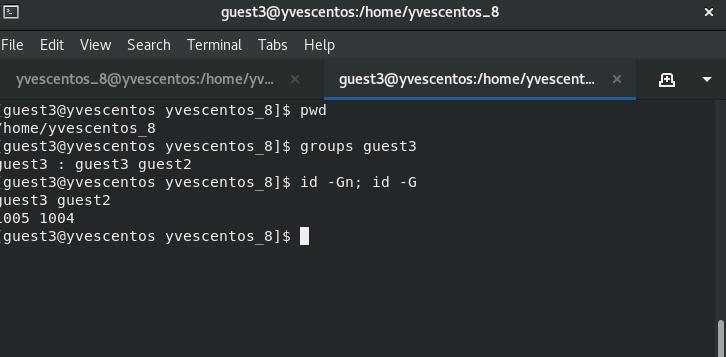 guest3@yvescentos:/home/yvescentos_8
File Edit View Search Terminal Tabs Help
yvescentos_8@yvescentos:/home/yv... × guest3@yvescentos:/home/yvescent... ×
[guest3@yvescentos yvescentos_8]$ pwd
/home/yvescentos_8
[guest3@yvescentos yvescentos_8]$ groups guest3
guest3 : guest3 guest2
[guest3@yvescentos yvescentos_8]$ id -Gn; id -G
guest3 guest2
1005 1004
[guest3@yvescentos yvescentos_8]$